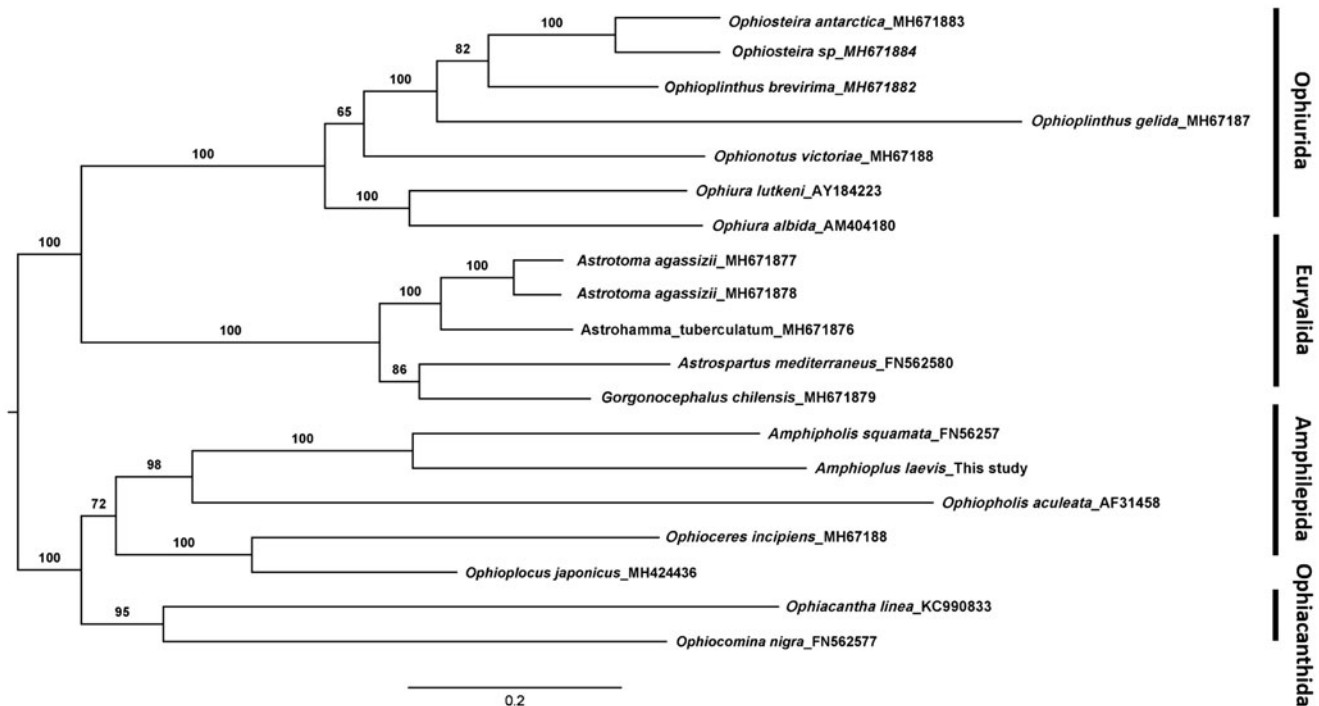 100
Ophiosteira antarctica_MH671883
82
Ophiosteira sp_MH671884
100
Ophioplinthus brevirima_MH671882
65
Ophioplinthus gelida_MH67187
100
Ophionotus victoriae_MH67188
100
Ophiura lutkeni_AY184223
Ophiura albida_AM404180
Ophiurida
100
100
Astrotoma agassizii_MH671877
100
Astrotoma agassizii_MH671878
100
Astrohamma_tuberculatum_MH671876
86
Astrospartus mediterraneus_FN562580
Gorgonocephalus chilensis_MH671879
Euryalida
100
Amphipholis squamata_FN56257
98
Amphioplus laevis_This study
72
Ophiopholis aculeata_AF31458
100
Ophioceres incipiens_MH67188
100
Ophioplocus japonicus_MH424436
Amphilepida
95
Ophiacantha linea_KC990833
Ophiocomina nigra_FN562577
Ophiacanthida
0.2